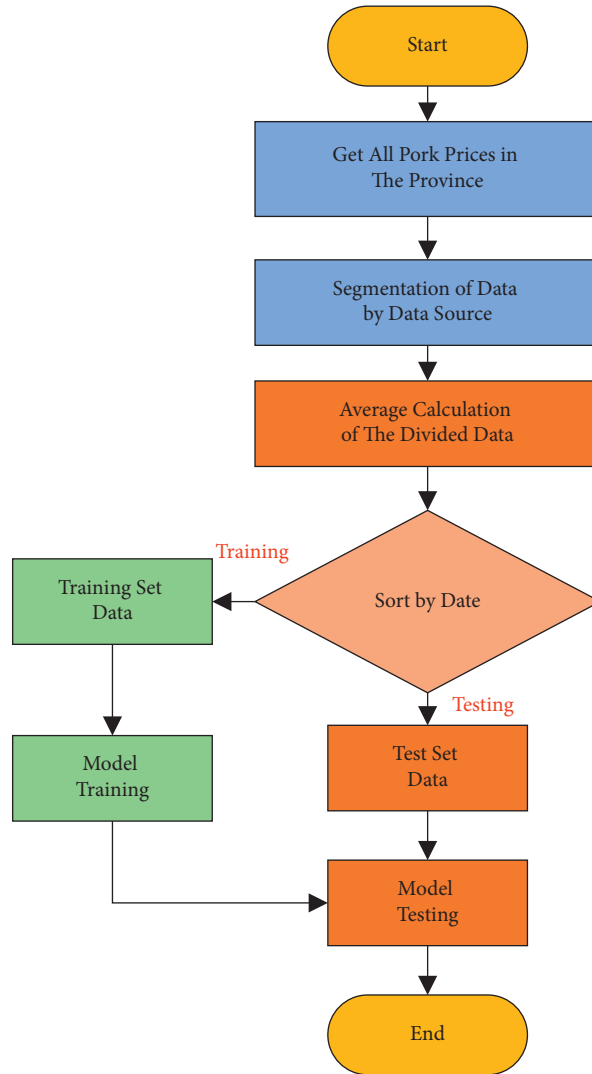 Start
Get All Pork Prices in
The Province
Segmentation of Data
by Data Source
Average Calculation
of The Divided Data
Training
Sort by Date
Training Set
Data
Testing
Model
Training
Test Set
Data
Model
Testing
End